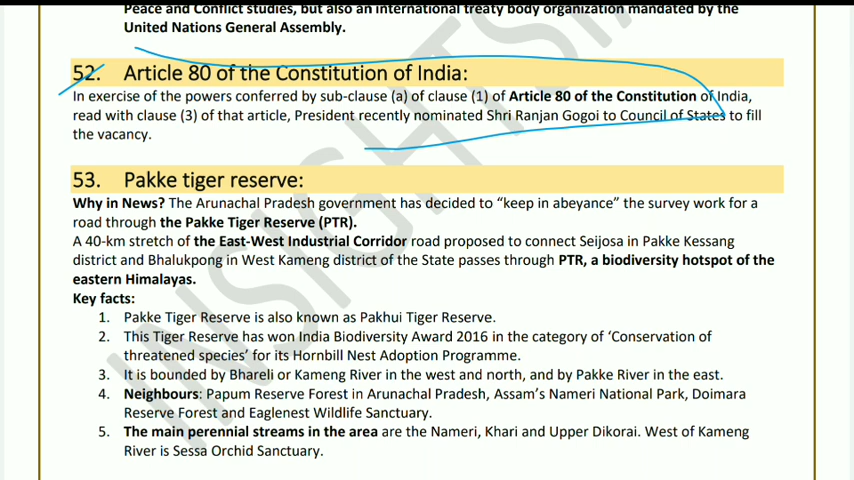 Peace and Conflict studies, but also an international treaty body organization mandated by the
United Nations General Assembly.
52. Article 80 of the Constitution of India:
In exercise of the powers conferred by sub-clause (a) of clause (1) of Article 80 of the Constitution of India,
read with clause (3) of that article, President recently nominated Shri Ranjan Gogoi to Council of States to fill
the vacancy.
53. Pakke tiger reserve:
Why in News? The Arunachal Pradesh government has decided to “keep in abeyance” the survey work for a
road through the Pakke Tiger Reserve (PTR).
A 40-km stretch of the East-West Industrial Corridor road proposed to connect Seijosa in Pakke Kessang
district and Bhalukpong in West Kameng district of the State passes through PTR, a biodiversity hotspot of the
eastern Himalayas.
Key facts:
1. Pakke Tiger Reserve is also known as Pakhui Tiger Reserve.
2. This Tiger Reserve has won India Biodiversity Award 2016 in the category of ‘Conservation of
threatened species’ for its Hornbill Nest Adoption Programme.
3. It is bounded by Bhareli or Kameng River in the west and north, and by Pakke River in the east.
4. Neighbours: Papum Reserve Forest in Arunachal Pradesh, Assam’s Nameri National Park, Doimara
Reserve Forest and Eaglenest Wildlife Sanctuary.
5. The main perennial streams in the area are the Nameri, Khari and Upper Dikorai. West of Kameng
River is Sessa Orchid Sanctuary.
INSIGHTSI